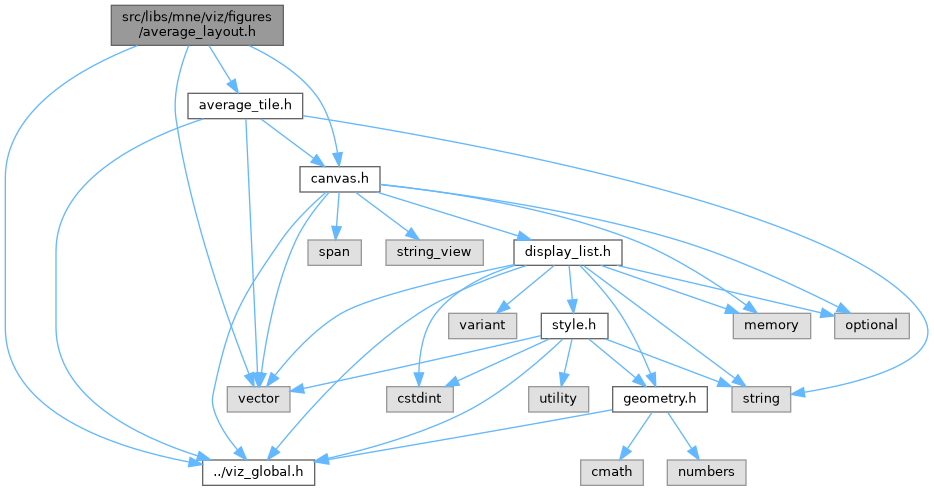 src/libs/mne/viz/figures
/average_layout.h
average_tile.h
canvas.h
span
string_view
display_list.h
variant
style.h
memory
optional
vector
cstdint
utility
geometry.h
string
../viz_global.h
cmath
numbers